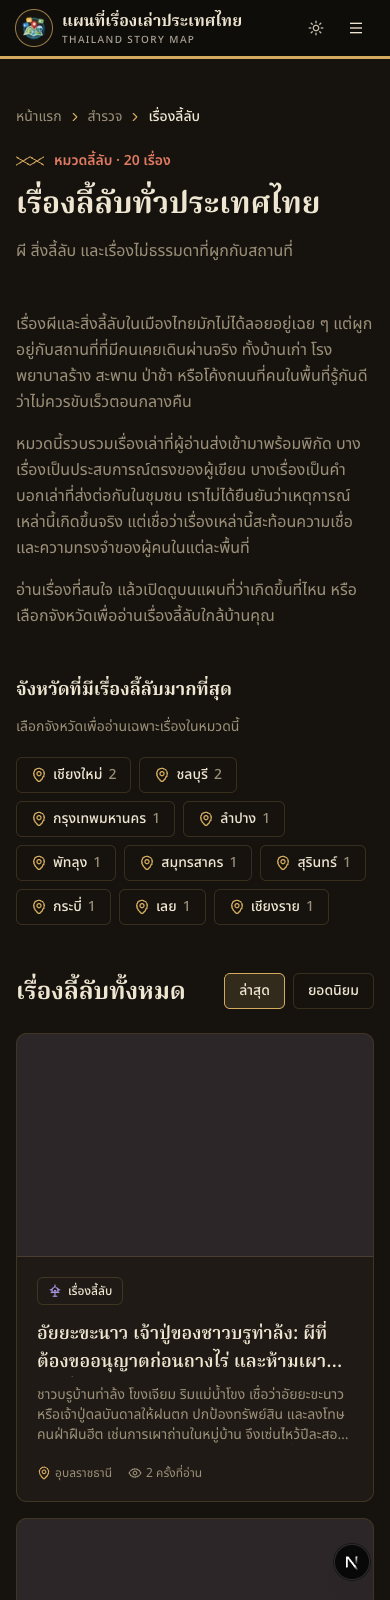 แผนที่เรื่องเล่าประเทศไทย
THAILAND STORY MAP
หน้าแรก > สำรวจ > เรื่องลี้ลับ
หมวดลี้ลับ · 20 เรื่อง
เรื่องลี้ลับทั่วประเทศไทย
ผี สิ่งลี้ลับ และเรื่องไม่ธรรมดาที่ผูกกับสถานที่
เรื่องผีและสิ่งลี้ลับในเมืองไทยมักไม่ได้ลอยอยู่เฉย ๆ แต่ผูก
อยู่กับสถานที่ที่มีคนเคยเดินผ่านจริง ทั้งบ้านเก่า โรง
พยาบาลร้าง สะพาน ป่าช้า หรือโค้งถนนที่คนในพื้นที่รู้กันดี
ว่าไม่ควรขับเร็วตอนกลางคืน
หมวดนี้รวบรวมเรื่องเล่าที่ผู้อ่านส่งเข้ามาพร้อมพิกัด บาง
เรื่องเป็นประสบการณ์ตรงของผู้เขียน บางเรื่องเป็นคำ
บอกเล่าที่ส่งต่อกันในชุมชน เราไม่ได้ยืนยันว่าเหตุการณ์
เหล่านี้เกิดขึ้นจริง แต่เชื่อว่าเรื่องเหล่านี้สะท้อนความเชื่อ
และความทรงจำของผู้คนในแต่ละพื้นที่
อ่านเรื่องที่สนใจ แล้วเปิดดูบนแผนที่ว่าเกิดขึ้นที่ไหน หรือ
เลือกจังหวัดเพื่ออ่านเรื่องลี้ลับใกล้บ้านคุณ
จังหวัดที่มีเรื่องลี้ลับมากที่สุด
เลือกจังหวัดเพื่ออ่านเฉพาะเรื่องในหมวดนี้
เชียงใหม่ 2 ชลบุรี 2
กรุงเทพมหานคร 1 ลำปาง 1
พัทลุง 1 สมุทรสาคร 1 สุรินทร์ 1
กระบี่ 1 เลย 1 เชียงราย 1
เรื่องลี้ลับทั้งหมด ล่าสุด ยอดนิยม
เรื่องลี้ลับ
อัยยะขะนาว เจ้าปู่ของชาวบรูท่าล้ง: ผีที่
ต้องขออนุญาตก่อนถางไร่ และห้ามเผา...
ชาวบรูบ้านท่าล้ง โขงเจียม ริมแม่น้ำโขง เชื่อว่าอัยยะขะนาว
หรือเจ้าปู่ดลบันดาลให้ฝนตก ปกป้องทรัพย์สิน และลงโทษ
คนฝ่าฝืนฮีต เช่นการเผาถ่านในหมู่บ้าน จึงเซ่นไหว้ปีละสอ...
อุบลราชธานี 2 ครั้งที่อ่าน
N